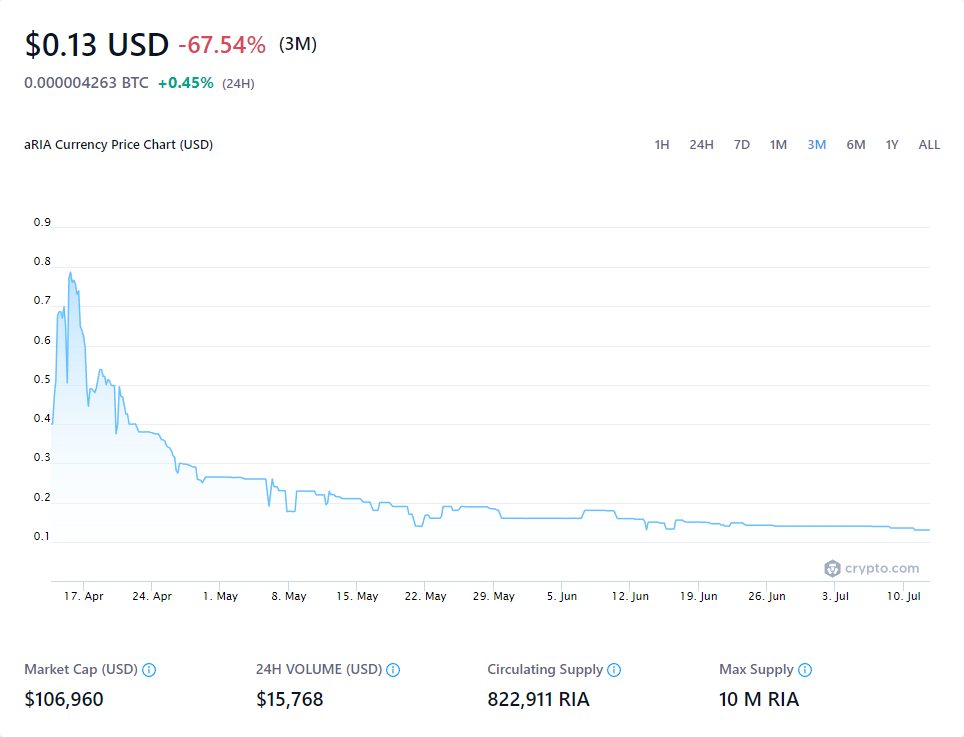 $0.13 USD -67.54% (3M)
0.000004263 BTC +0.45% (24H)
aRIA Currency Price Chart (USD) 1H 24H 7D 1M 3M 6M 1Y ALL
0.9
0.8
0.7
0.6
0.5
0.4
0.3
0.2
0.1
crypto.com
17. Apr 24. Apr 1. May 8. May 15. May 22. May 29. May 5. Jun 12. Jun 19. Jun 26. Jun 3. Jul 10. Jul
Market Cap (USD) 24H VOLUME (USD) Circulating Supply Max Supply
$106,960 $15,768 822,911 RIA 10 M RIA